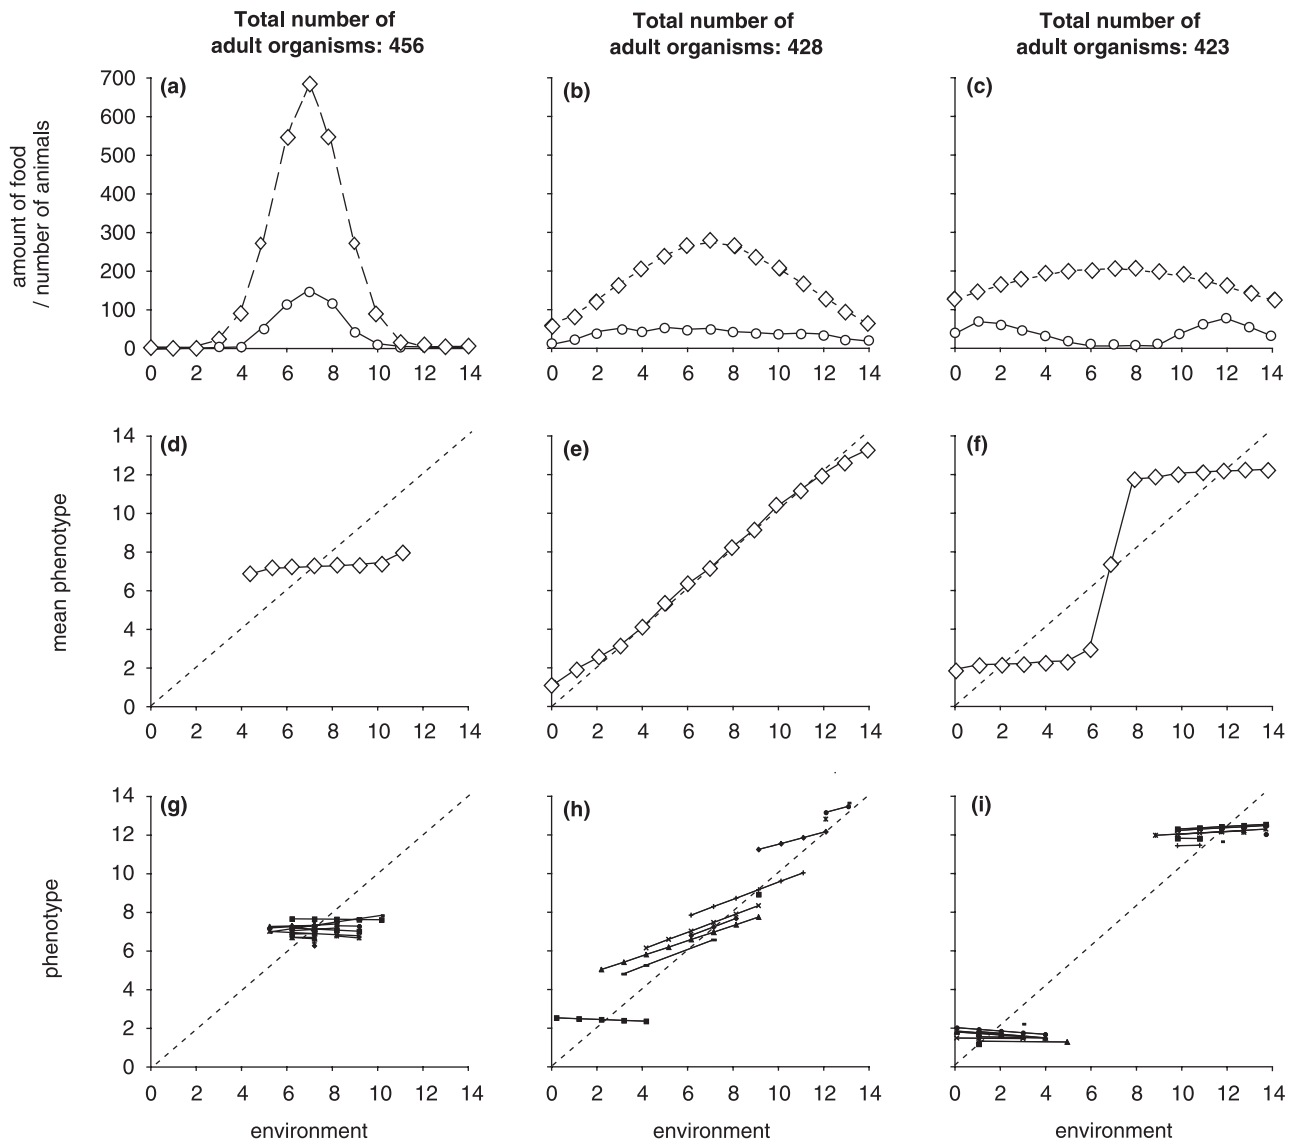 Total number of
adult organisms: 456
Total number of
adult organisms: 428
Total number of
adult organisms: 423
amount of food
/ number of animals
700
600
500
400
300
200
100
0
(a)
(b)
(c)
0 2 4 6 8 10 12 14
0 2 4 6 8 10 12 14
0 2 4 6 8 10 12 14
mean phenotype
14
12
10
8
6
4
2
0
(d)
(e)
(f)
0 2 4 6 8 10 12 14
0 2 4 6 8 10 12 14
0 2 4 6 8 10 12 14
phenotype
14
12
10
8
6
4
2
0
(g)
(h)
(i)
0 2 4 6 8 10 12 14
0 2 4 6 8 10 12 14
0 2 4 6 8 10 12 14
environment
environment
environment